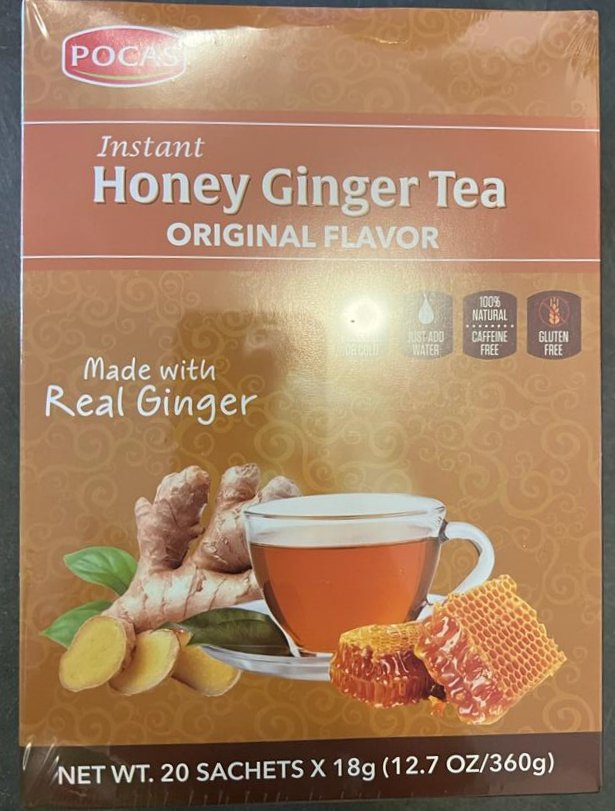 POCAS
Instant
Honey Ginger Tea
ORIGINAL FLAVOR
JUST ADD
WATER
100%
NATURAL
CAFFEINE
FREE
GLUTEN
FREE
Made with
Real Ginger
NET WT. 20 SACHETS X 18g (12.7 OZ/360g)